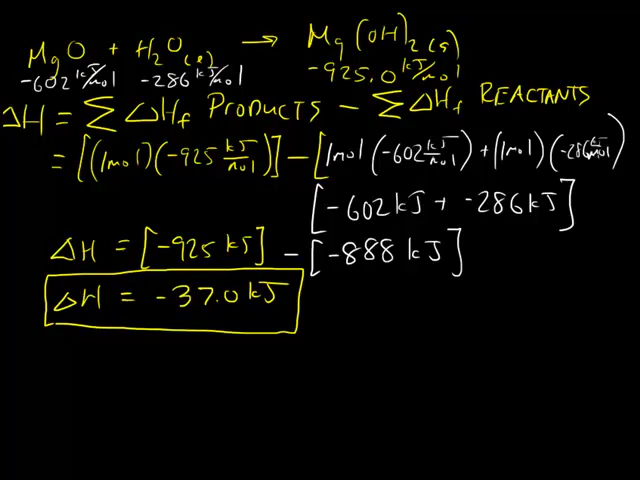 MgO + H₂O(ℓ) → Mg(OH)₂(s)
-602 kJ/mol -286 kJ/mol -925.0 kJ/mol
ΔH = Σ ΔHf Products - Σ ΔHf REACTANTS
= [(1mol)(-925 kJ/mol)] - [1mol(-602 kJ/mol) + (1mol)(-286 kJ/mol)
[-602 kJ + -286 kJ]
ΔH = [-925 kJ] - [-888 kJ]
ΔH = -37.0 kJ